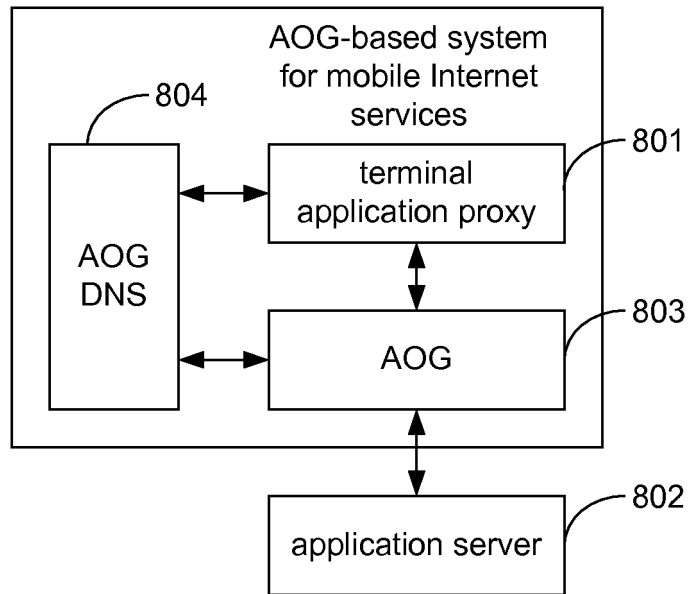 AOG-based system
for mobile Internet
services
804
801
terminal
application proxy
AOG
DNS
803
AOG
802
application server